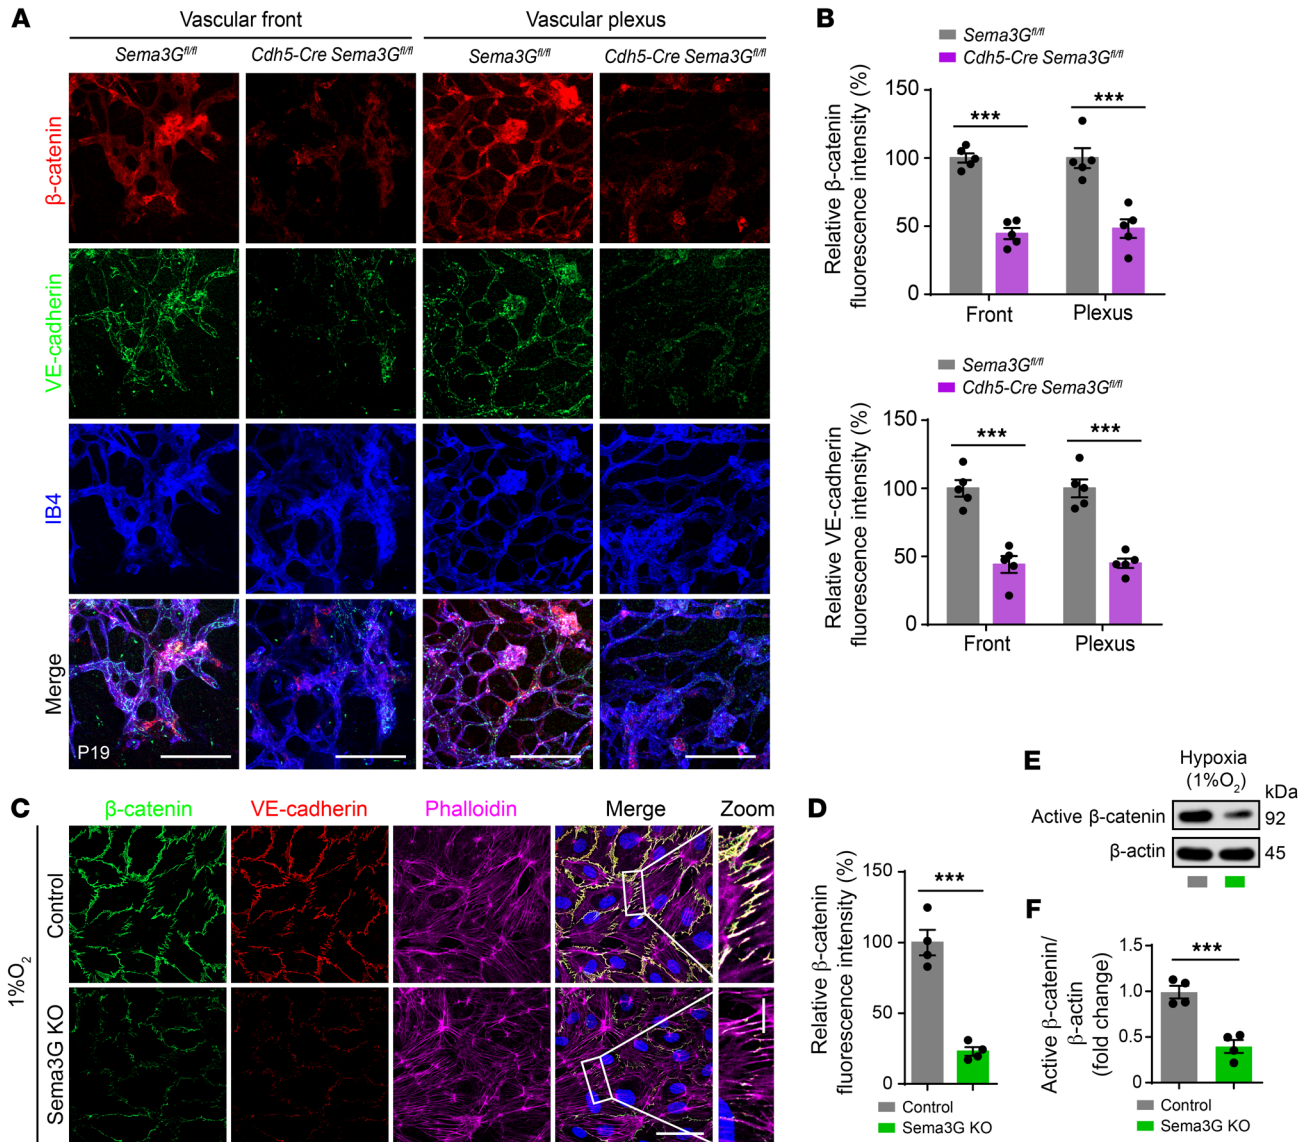 A
Vascular front
Vascular plexus
Sema3Gfl/fl
Cdh5-Cre Sema3Gfl/fl
Sema3Gfl/fl
Cdh5-Cre Sema3Gfl/fl
β-catenin
VE-cadherin
IB4
Merge
P19
B
Sema3Gfl/fl
Cdh5-Cre Sema3Gfl/fl
Relative β-catenin
fluorescence intensity (%)
150
100
50
0
***
***
Front
Plexus
Sema3Gfl/fl
Cdh5-Cre Sema3Gfl/fl
Relative VE-cadherin
fluorescence intensity (%)
150
100
50
0
***
***
Front
Plexus
C
β-catenin
VE-cadherin
Phalloidin
Merge
Zoom
1%O2
Control
Sema3G KO
D
Relative β-catenin
fluorescence intensity (%)
150
100
50
0
***
Control
Sema3G KO
E
Hypoxia
(1%O2)
kDa
Active β-catenin
92
β-actin
45
F
Active β-catenin/
β-actin
(fold change)
1.5
1.0
0.5
0
***
Control
Sema3G KO